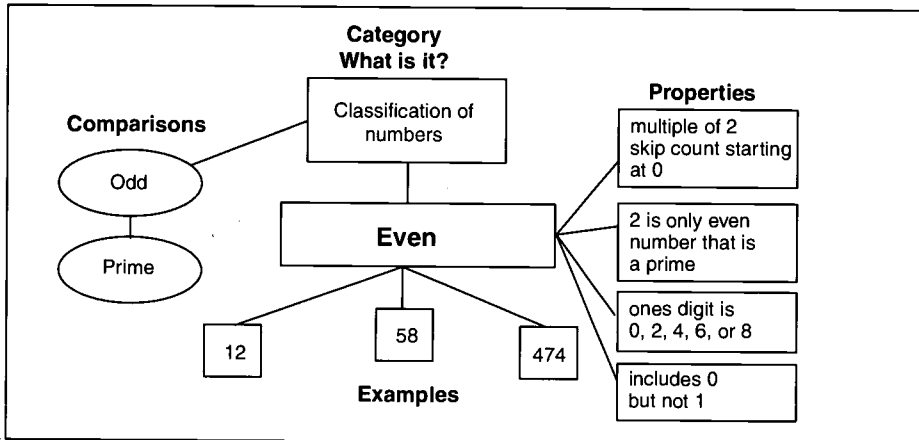 Category
What is it?
Classification of
numbers
Comparisons
Odd
Prime
Even
12
58
474
Examples
Properties
multiple of 2
skip count starting
at 0
2 is only even
number that is
a prime
ones digit is
0, 2, 4, 6, or 8
includes 0
but not 1